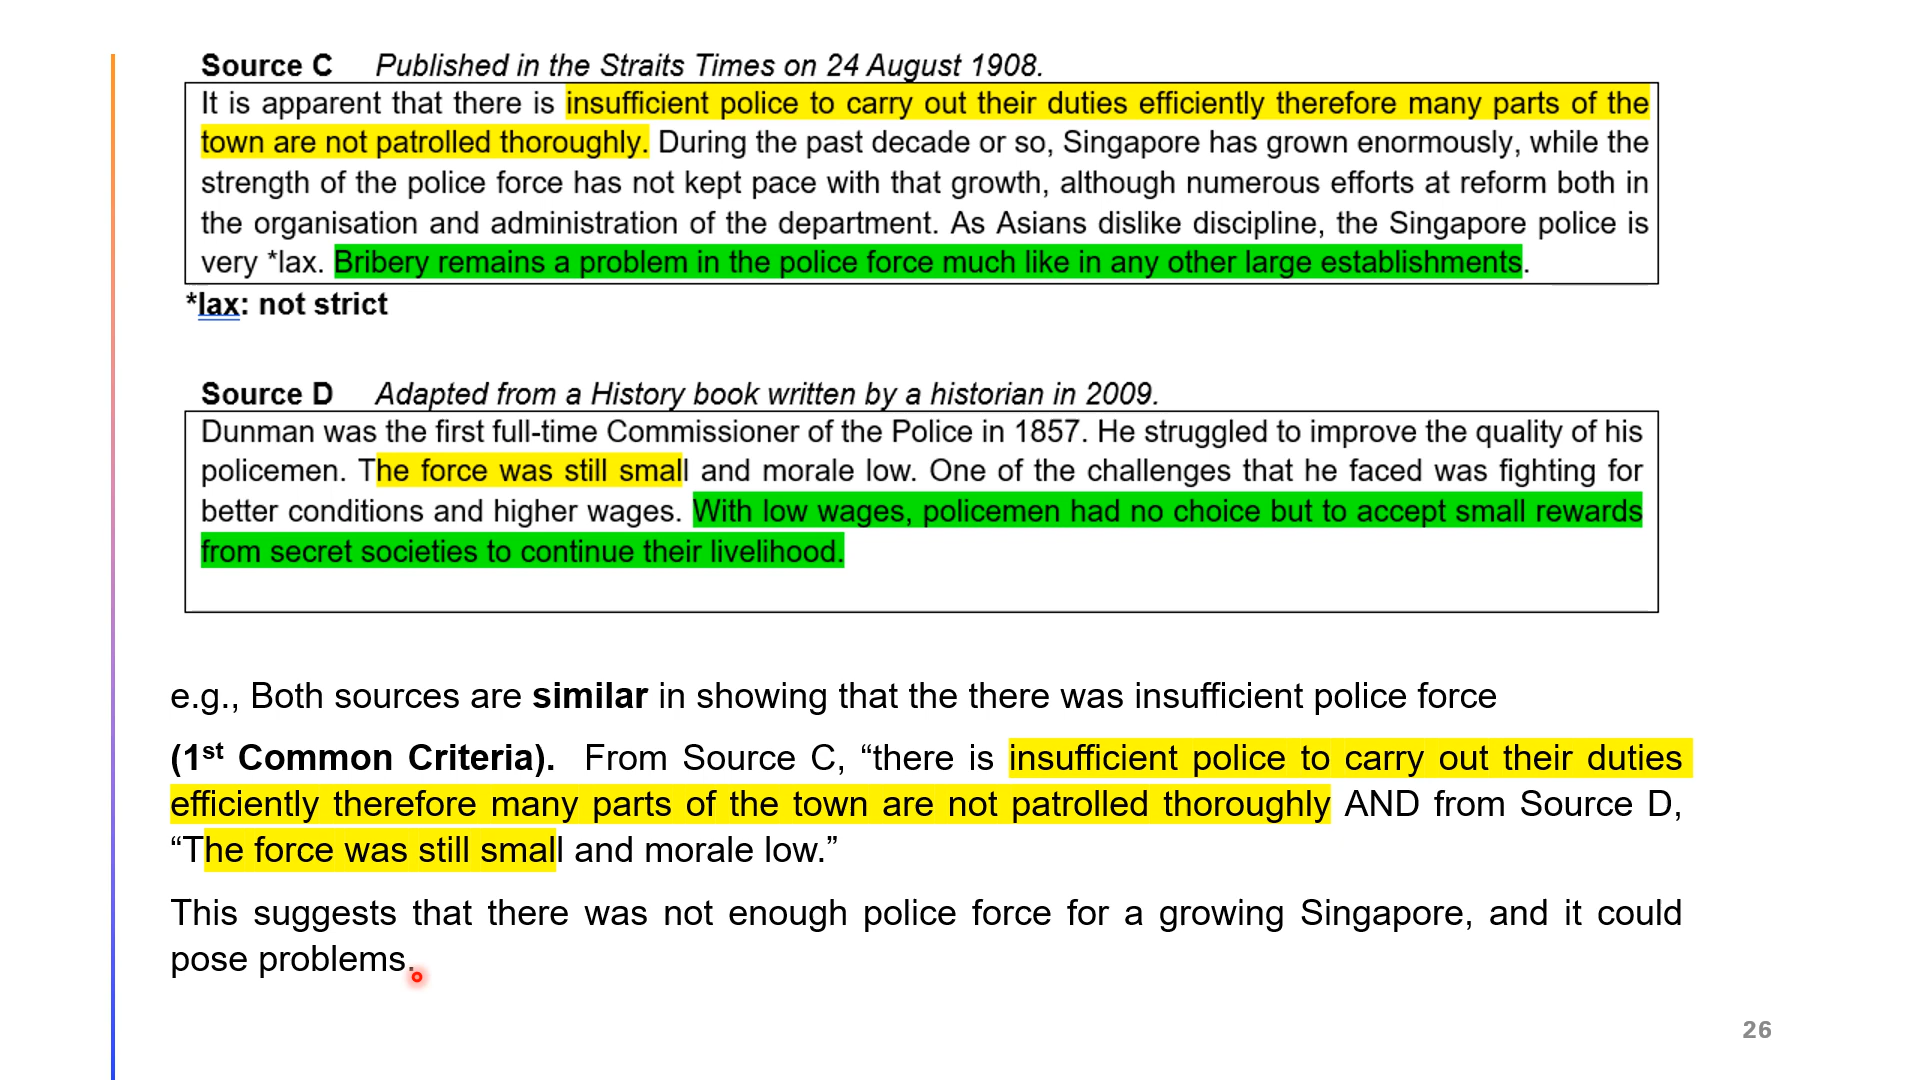 Source C Published in the Straits Times on 24 August 1908.
It is apparent that there is insufficient police to carry out their duties efficiently therefore many parts of the
town are not patrolled thoroughly. During the past decade or so, Singapore has grown enormously, while the
strength of the police force has not kept pace with that growth, although numerous efforts at reform both in
the organisation and administration of the department. As Asians dislike discipline, the Singapore police is
very *lax. Bribery remains a problem in the police force much like in any other large establishments.
*lax: not strict
Source D Adapted from a History book written by a historian in 2009.
Dunman was the first full-time Commissioner of the Police in 1857. He struggled to improve the quality of his
policemen. The force was still small and morale low. One of the challenges that he faced was fighting for
better conditions and higher wages. With low wages, policemen had no choice but to accept small rewards
from secret societies to continue their livelihood.
e.g., Both sources are similar in showing that the there was insufficient police force
(1st Common Criteria). From Source C, “there is insufficient police to carry out their duties
efficiently therefore many parts of the town are not patrolled thoroughly AND from Source D,
“The force was still small and morale low.”
This suggests that there was not enough police force for a growing Singapore, and it could
pose problems.
26